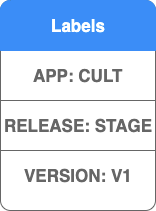 Labels
APP: CULT
RELEASE: STAGE
VERSION: V1